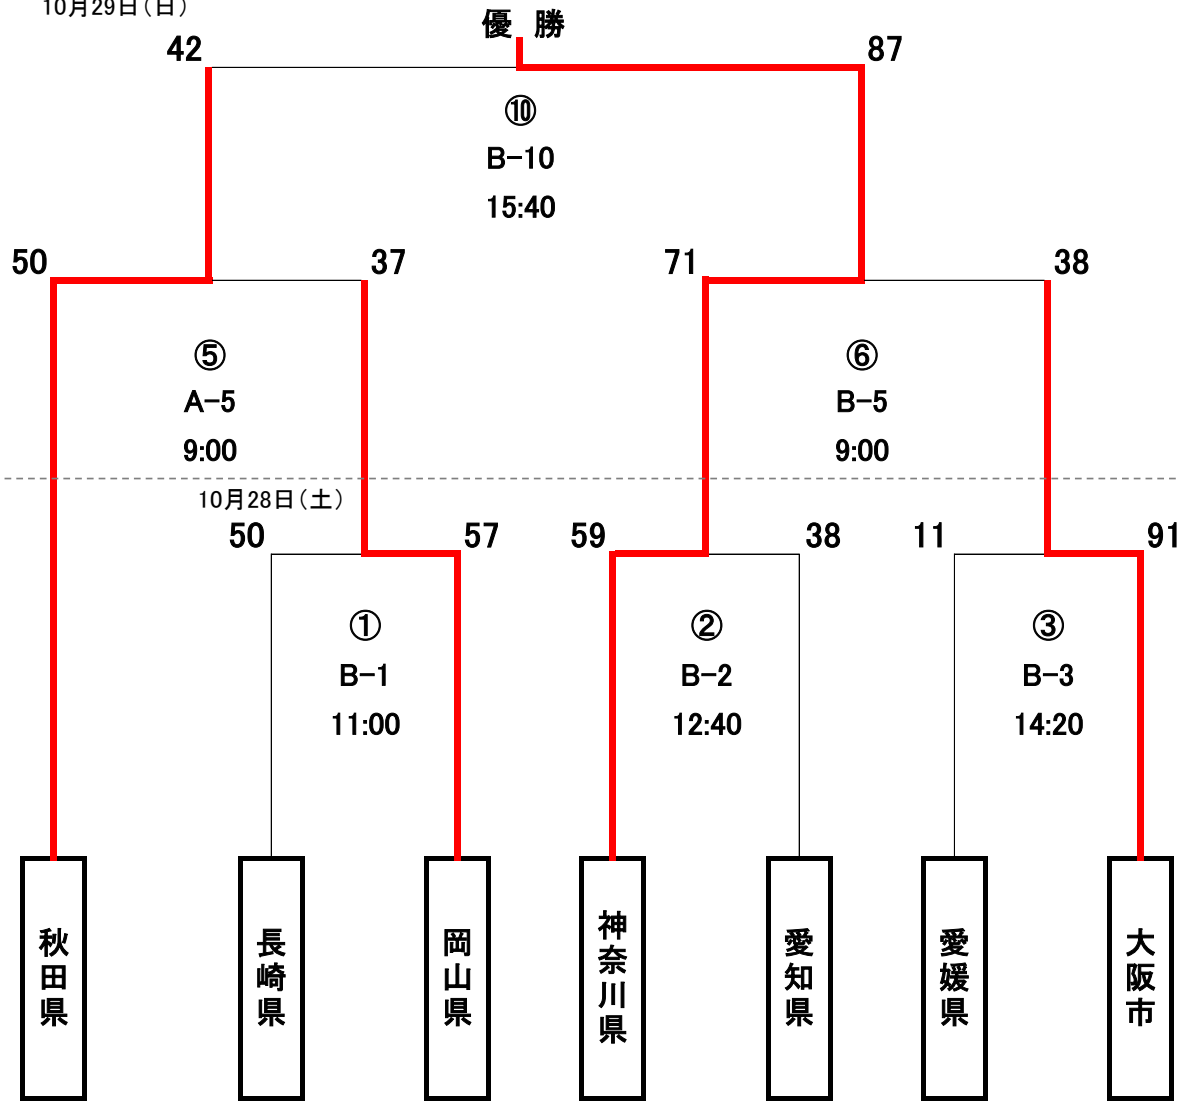 10月29日(日)
優 勝
42
87
⑩
B-10
15:40
50
37
71
38
⑤
A-5
9:00
⑥
B-5
9:00
10月28日(土)
50
57
59
38
11
91
①
B-1
11:00
②
B-2
12:40
③
B-3
14:20
秋田県
長崎県
岡山県
神奈川県
愛知県
愛媛県
大阪市